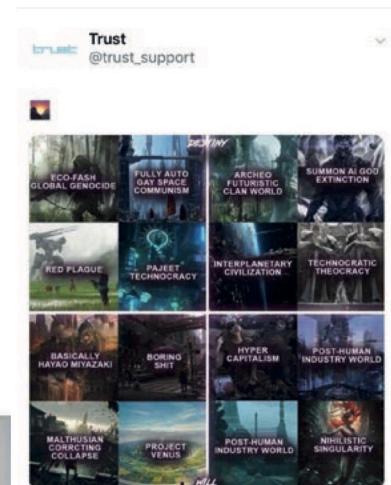 trust
Trust
@trust_support
DESTINY
ECO-FASH
GLOBAL GENOCIDE
FULLY AUTO
GAY SPACE
COMMUNISM
ARCHEO
FUTURISTIC
CLAN WORLD
SUMMON AI GOD
EXTINCTION
RED PLAGUE
PAJEET
TECHNOCRACY
INTERPLANETARY
CIVILIZATION
TECHNOCRATIC
THEOCRACY
BASICALLY
HAYAO MIYAZAKI
BORING
SHIT
HYPER
CAPITALISM
POST-HUMAN
INDUSTRY WORLD
MALTHUSIAN
CORRCTING
COLLAPSE
PROJECT
VENUS
POST-HUMAN
INDUSTRY WORLD
NIHILISTIC
SINGULARITY
WILL